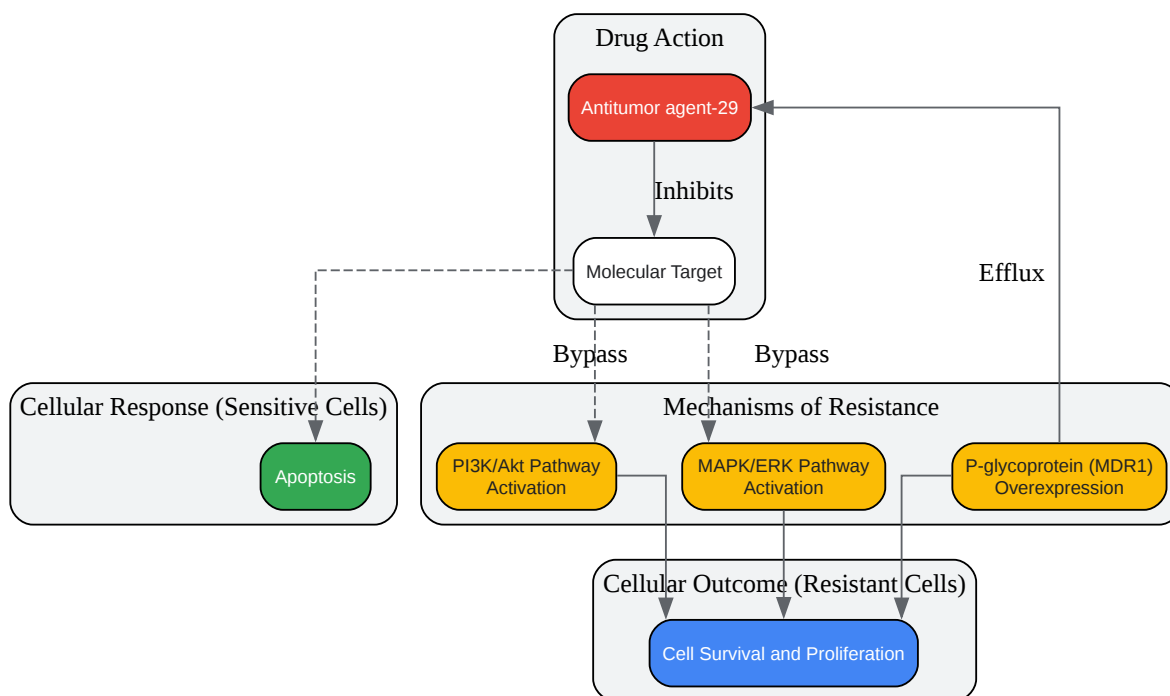 Drug Action
Antitumor agent-29
Inhibits
Molecular Target
Efflux
Bypass
Bypass
Cellular Response (Sensitive Cells)
Mechanisms of Resistance
Apoptosis
PI3K/Akt Pathway
Activation
MAPK/ERK Pathway
Activation
P-glycoprotein (MDR1)
Overexpression
Cellular Outcome (Resistant Cells)
Cell Survival and Proliferation